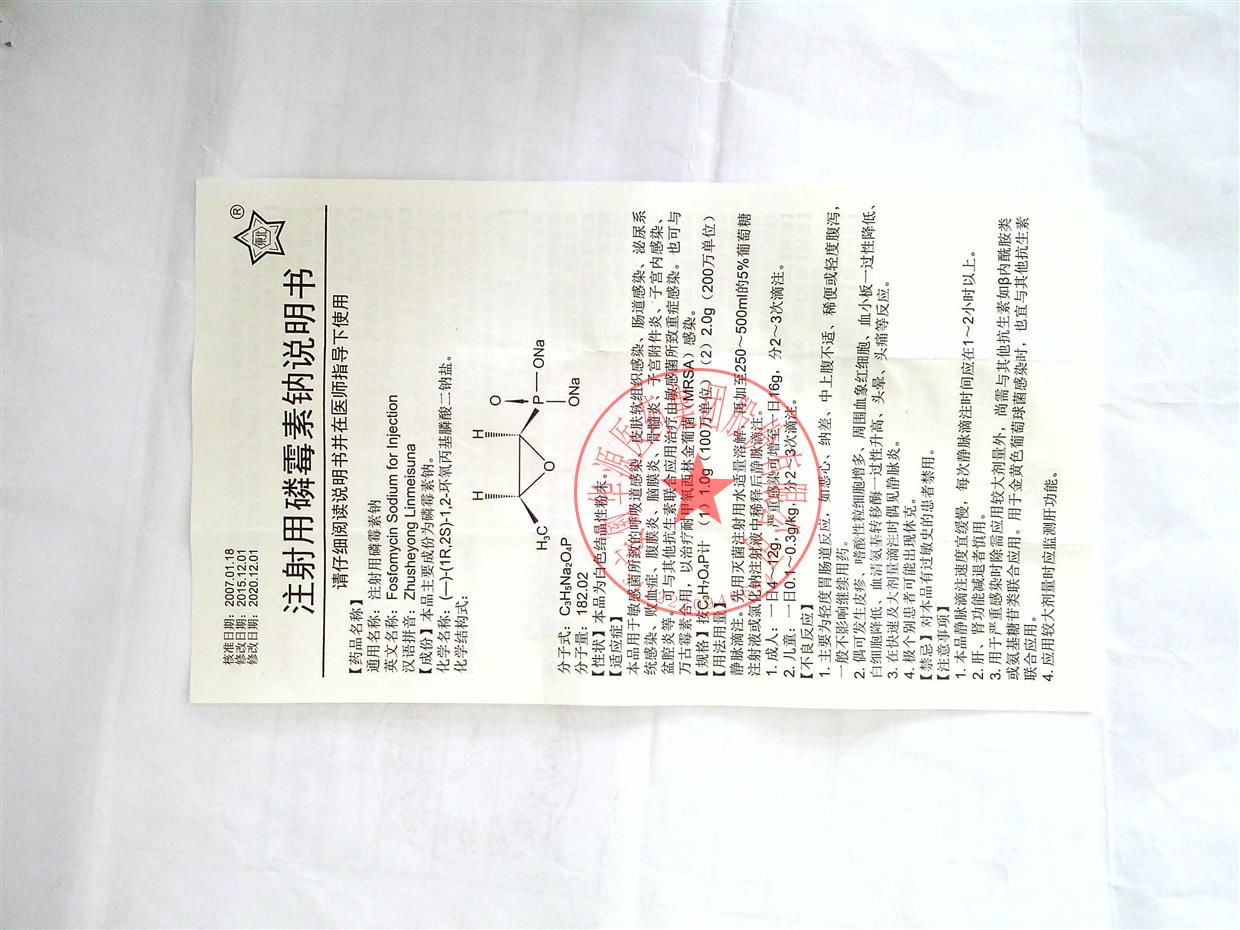 核准日期：2007.01.18
修改日期：2015.12.01
修改日期：2020.12.01
东北
®
注射用磷霉素钠说明书
请仔细阅读说明书并在医师指导下使用
【药品名称】
通用名称：注射用磷霉素钠
英文名称：Fosfomycin Sodium for Injection
汉语拼音：Zhusheyong Linmeisuna
【成份】本品主要成份为磷霉素钠。
化学名称：(—)-(1R,2S)-1,2-环氧丙基膦酸二钠盐。
化学结构式：
H H O
H₃C O P ONa
ONa
分子式：C₃H₅Na₂O₄P
分子量：182.02
【性状】本品为白色结晶性粉末。
【适应症】
本品用于敏感菌所致的呼吸道感染、皮肤软组织感染、肠道感染、泌尿系
统感染、败血症、腹膜炎、脑膜炎、骨髓炎、子宫附件炎、子宫内感染、
盆腔炎等。可与其他抗生素联合应用治疗由敏感菌所致重症感染。也可与
万古霉素合用，以治疗耐甲氧西林金葡菌（MRSA）感染。
【规格】按C₃H₇O₄P计 （1）1.0g（100万单位）（2）2.0g（200万单位）
【用法用量】
静脉滴注。先用灭菌注射用水适量溶解，再加至250～500ml的5%葡萄糖
注射液或氯化钠注射液中稀释后静脉滴注。
1. 成人：一日4～12g，严重感染可增至一日16g，分2～3次滴注。
2. 儿童：一日0.1～0.3g/kg，分2～3次滴注。
【不良反应】
1. 主要为轻度胃肠道反应，如恶心、纳差、中上腹不适、稀便或轻度腹泻，
一般不影响继续用药。
2. 偶可发生皮疹、嗜酸性粒细胞增多、周围血象红细胞、血小板一过性降低、
白细胞降低、血清氨基转移酶一过性升高、头晕、头痛等反应。
3. 在快速及大剂量滴注时偶见静脉炎。
4. 极个别患者可能出现休克。
【禁忌】对本品有过敏史的患者禁用。
【注意事项】
1. 本品静脉滴注速度宜缓慢，每次静脉滴注时间应在1～2小时以上。
2. 肝、肾功能减退者慎用。
3. 用于严重感染时除需应用较大剂量外，尚需与其他抗生素如β内酰胺类
或氨基糖苷类联合应用，用于金黄色葡萄球菌感染时，也宜与其他抗生素
联合应用。
4. 应用较大剂量时应监测肝功能。